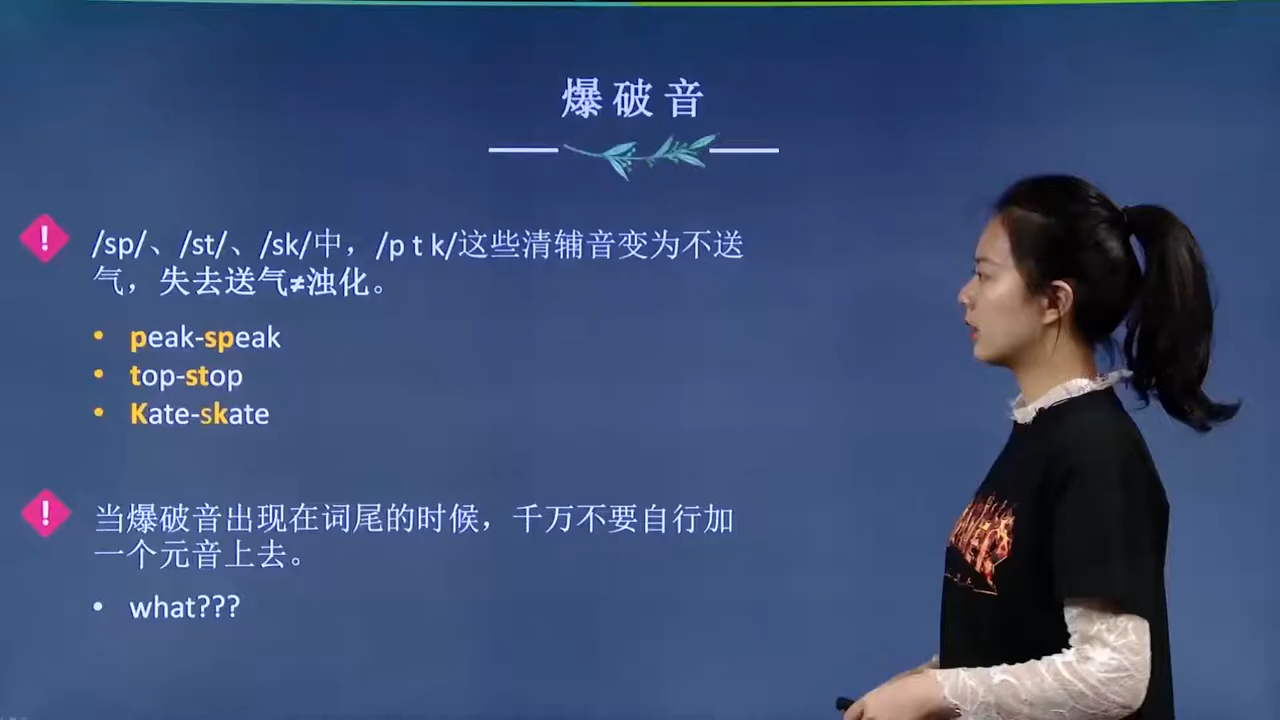 爆破音
/sp/、/st/、/sk/中，/p t k/这些清辅音变为不送
气，失去送气≠浊化。
• peak-speak
• top-stop
• Kate-skate
当爆破音出现在词尾的时候，千万不要自行加
一个元音上去。
• what???